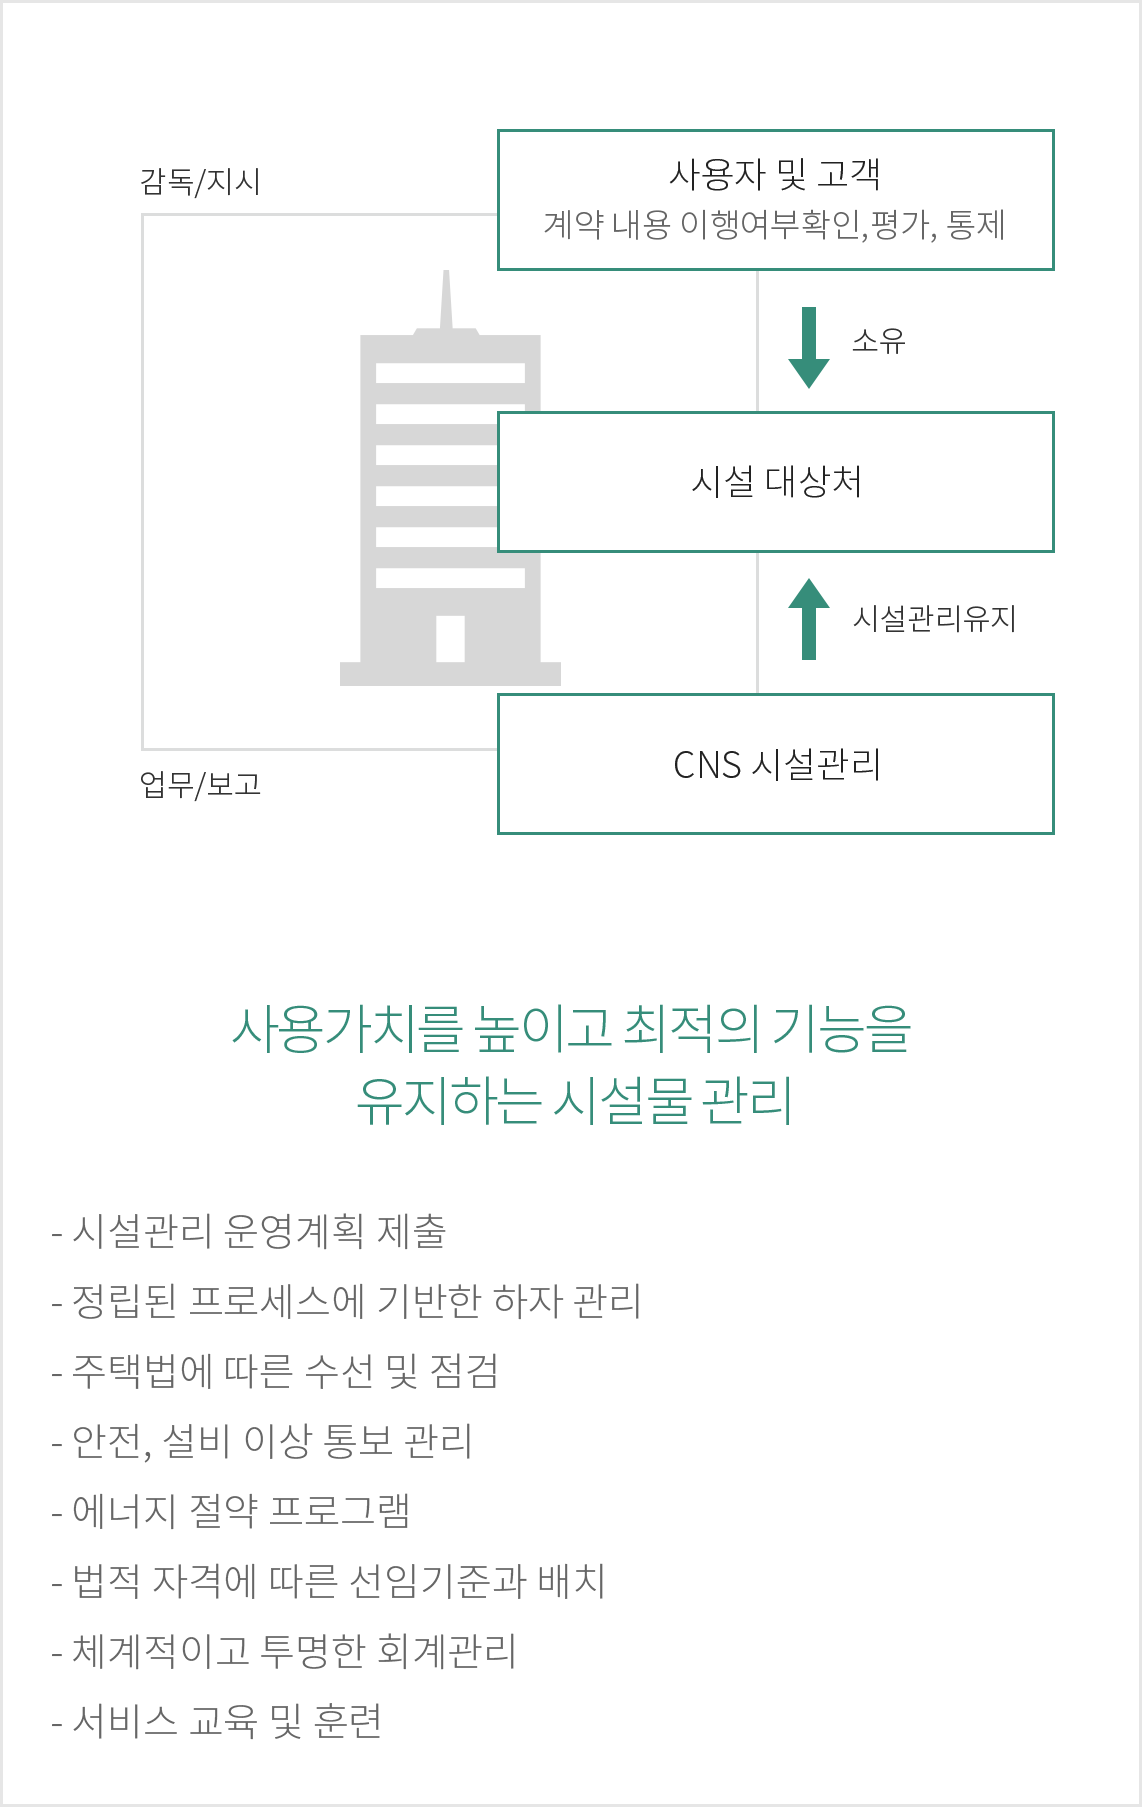 감독/지시
사용자 및 고객
계약 내용 이행여부확인,평가, 통제
소유
시설 대상처
시설관리유지
CNS 시설관리
업무/보고
사용가치를 높이고 최적의 기능을
유지하는 시설물 관리
- 시설관리 운영계획 제출
- 정립된 프로세스에 기반한 하자 관리
- 주택법에 따른 수선 및 점검
- 안전, 설비 이상 통보 관리
- 에너지 절약 프로그램
- 법적 자격에 따른 선임기준과 배치
- 체계적이고 투명한 회계관리
- 서비스 교육 및 훈련